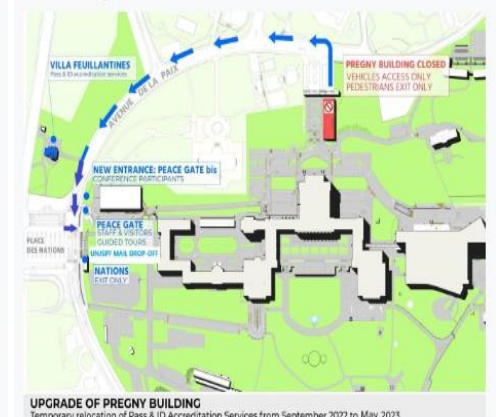 VILLA FEUILLANTINES
Pass & ID accreditation services
AVENUE DE LA PAIX
PREGNY BUILDING CLOSED
VEHICLES ACCESS ONLY
PEDESTRIANS EXIT ONLY
NEW ENTRANCE: PEACE GATE bis
CONFERENCE PARTICIPANTS
PEACE GATE
STAFF & VISITORS
GUIDED TOURS
UN/SIFT MAIL DROP-OFF
PLACE
DES NATIONS
NATIONS
EXIT ONLY
UPGRADE OF PREGNY BUILDING
Temporary relocation of Pass & ID Accreditation Services from September 2022 to May 2023